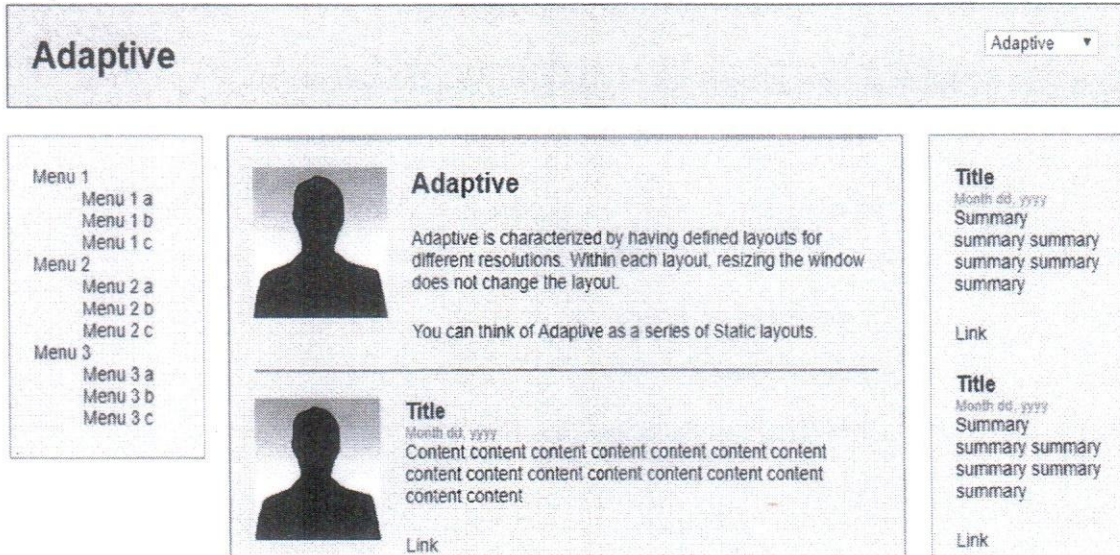 Adaptive
Adaptive
Menu 1
Menu 1 a
Menu 1 b
Menu 1 c
Menu 2
Menu 2 a
Menu 2 b
Menu 2 c
Menu 3
Menu 3 a
Menu 3 b
Menu 3 c
Adaptive
Adaptive is characterized by having defined layouts for
different resolutions. Within each layout, resizing the window
does not change the layout.
You can think of Adaptive as a series of Static layouts.
Title
Month dd, yyyy
Content content content content content content content
content content content content content content content
content content
Link
Title
Month dd, yyyy
Summary
summary summary
summary summary
summary
Link
Title
Month dd, yyyy
Summary
summary summary
summary summary
summary
Link